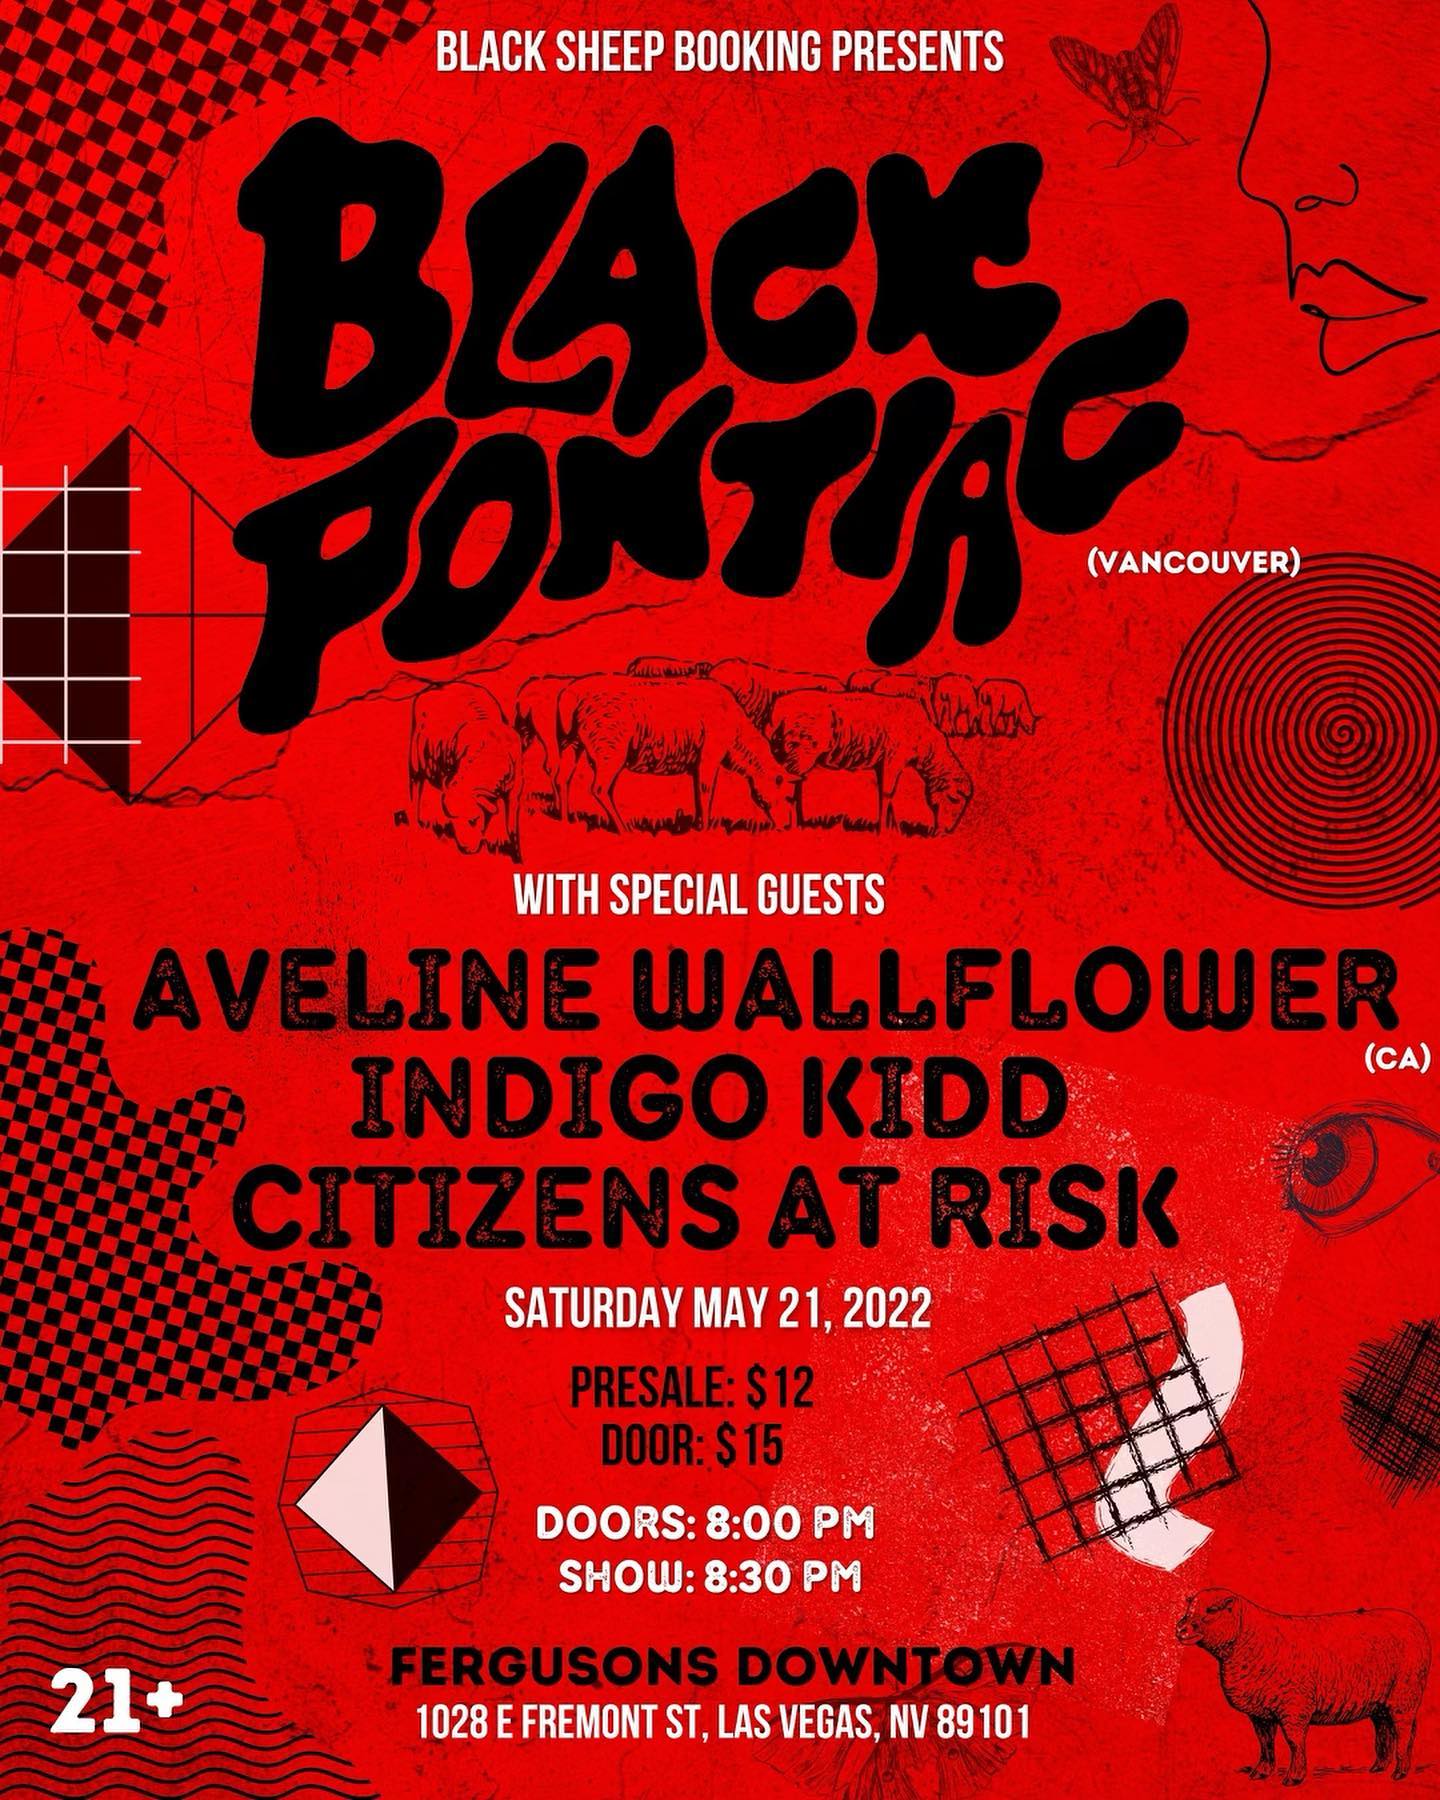 BLACK SHEEP BOOKING PRESENTS
BLACK
PONTIAC
(VANCOUVER)
WITH SPECIAL GUESTS
AVELINE WALLFLOWER
(CA)
INDIGO KIDD
CITIZENS AT RISK
SATURDAY MAY 21, 2022
PRESALE: $12
DOOR: $15
DOORS: 8:00 PM
SHOW: 8:30 PM
FERGUSONS DOWNTOWN
1028 E FREMONT ST, LAS VEGAS, NV 89101
21+